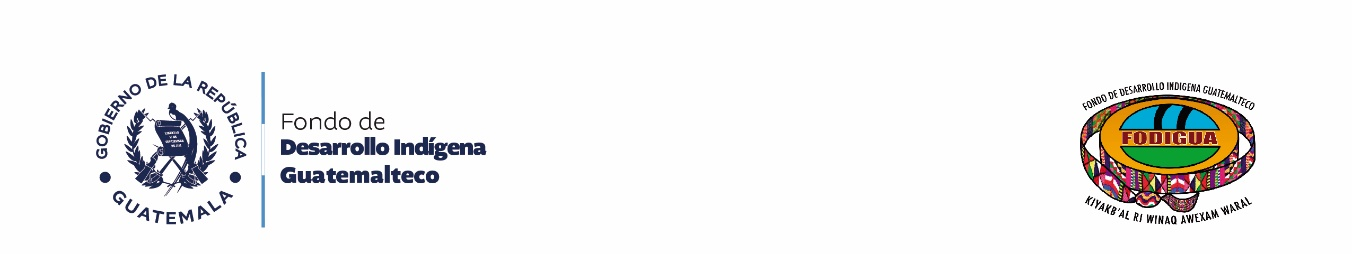 GOBIERNO DE LA REPÚBLICA
GUATEMALA
Fondo de
Desarrollo Indígena
Guatemalteco
FONDO DE DESARROLLO INDIGENA GUATEMALTECO
FODIGUA
KIYAKB'AL RI WINAQ AWEXAM WARAL